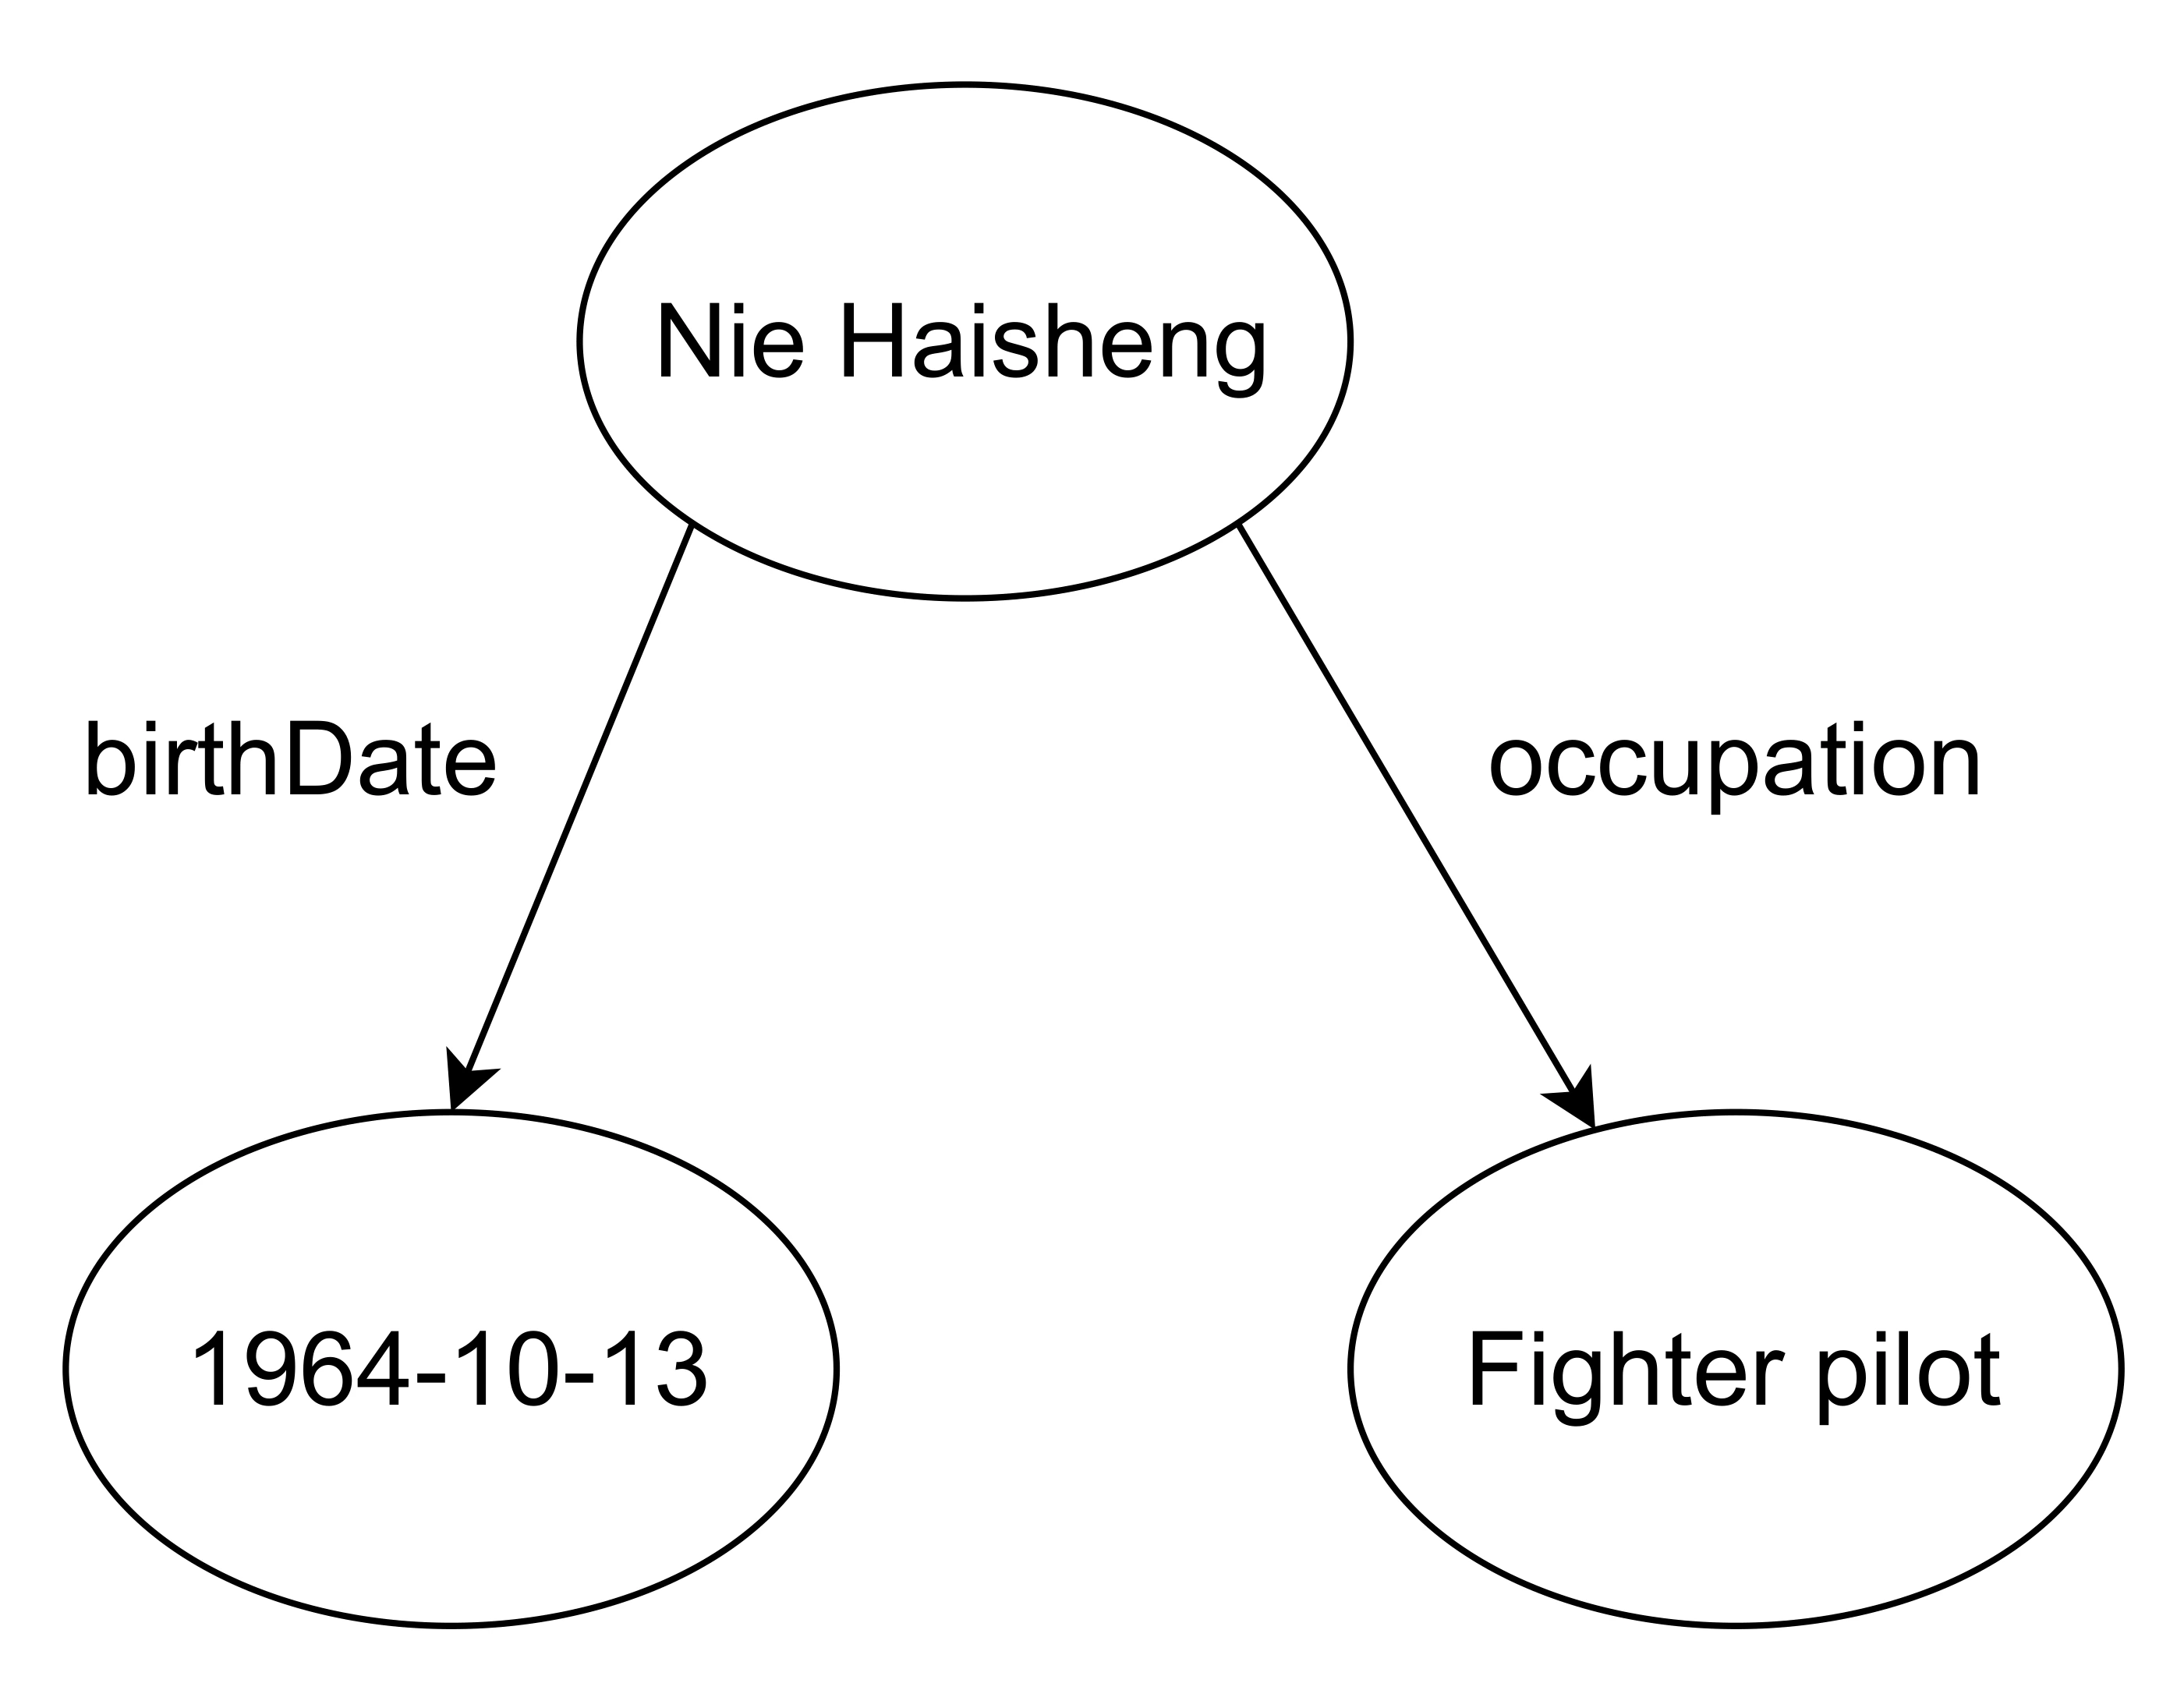 Nie Haisheng
birthDate
occupation
1964-10-13
Fighter pilot